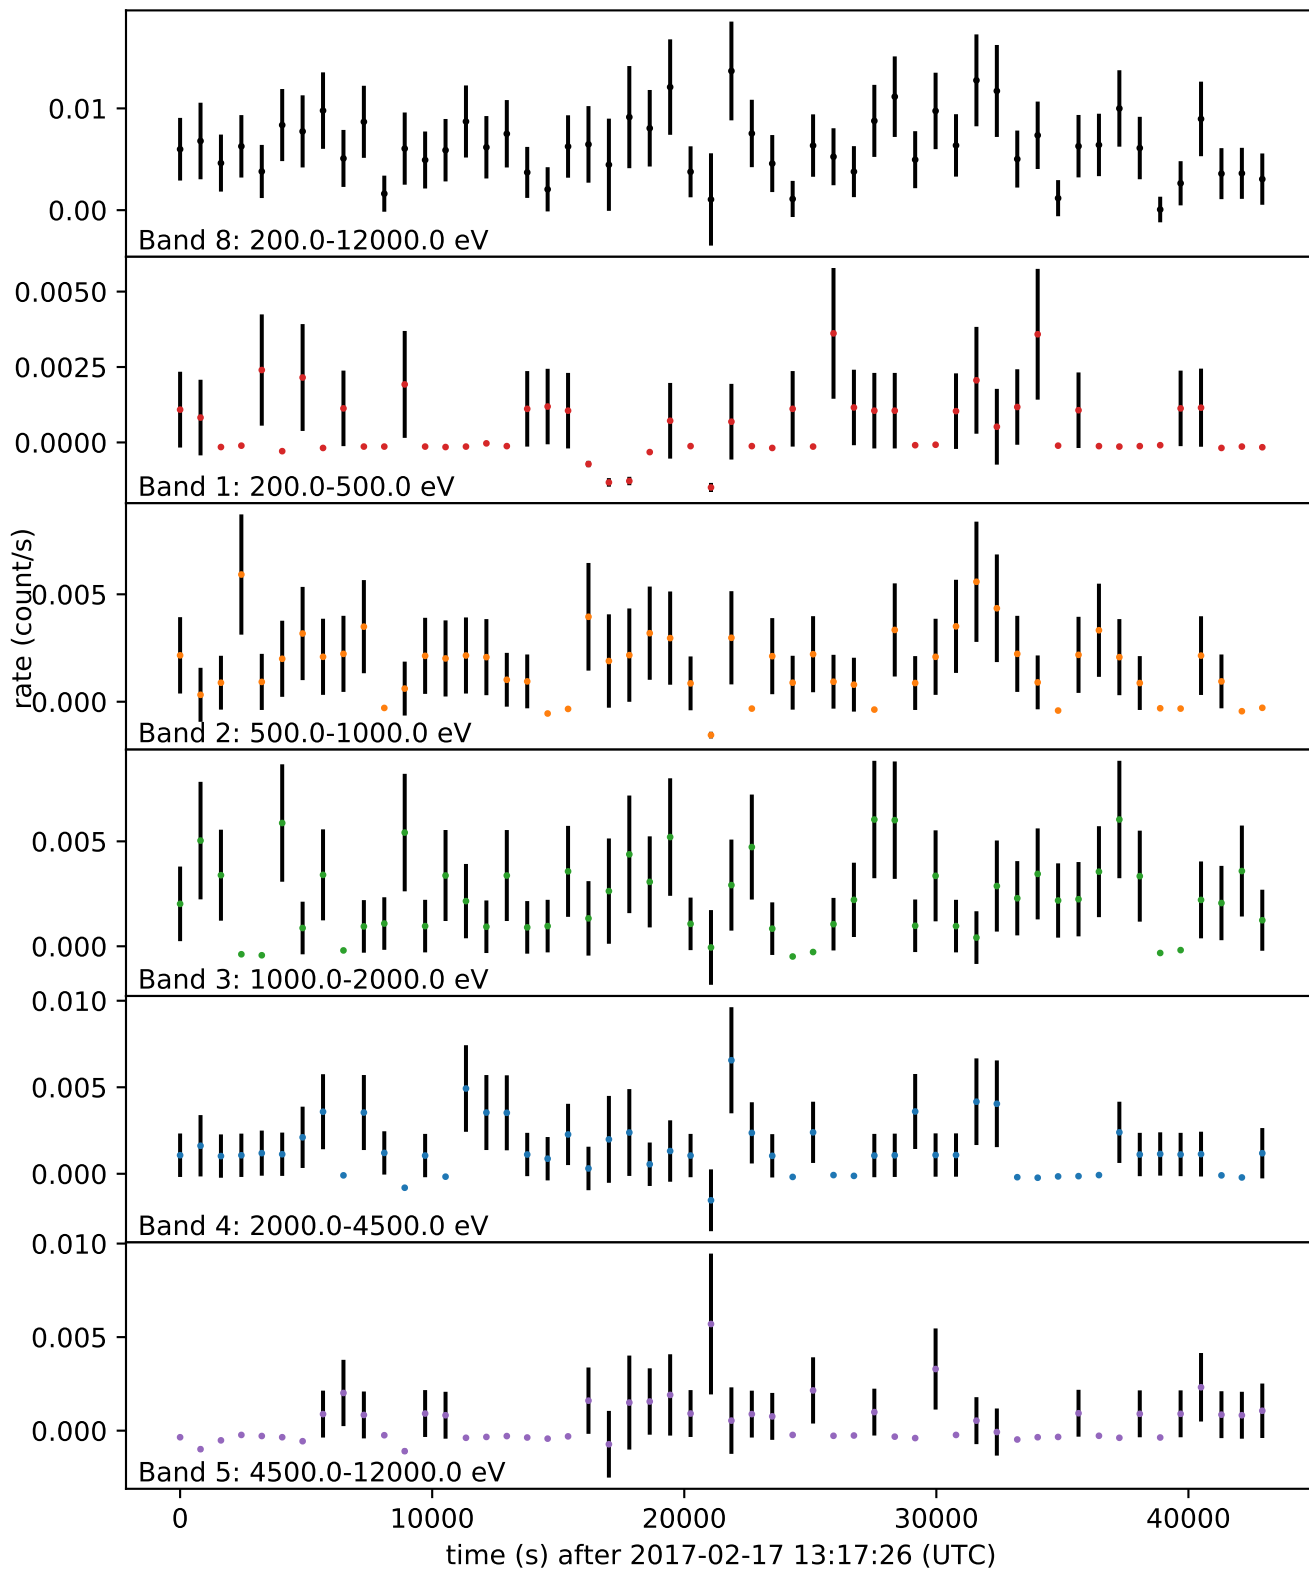 0.01
0.00
Band 8: 200.0-12000.0 eV
0.0050
0.0025
0.0000
Band 1: 200.0-500.0 eV
rate (count/s)
0.005
0.000
Band 2: 500.0-1000.0 eV
0.005
0.000
Band 3: 1000.0-2000.0 eV
0.010
0.005
0.000
Band 4: 2000.0-4500.0 eV
0.010
0.005
0.000
Band 5: 4500.0-12000.0 eV
0 10000 20000 30000 40000
time (s) after 2017-02-17 13:17:26 (UTC)